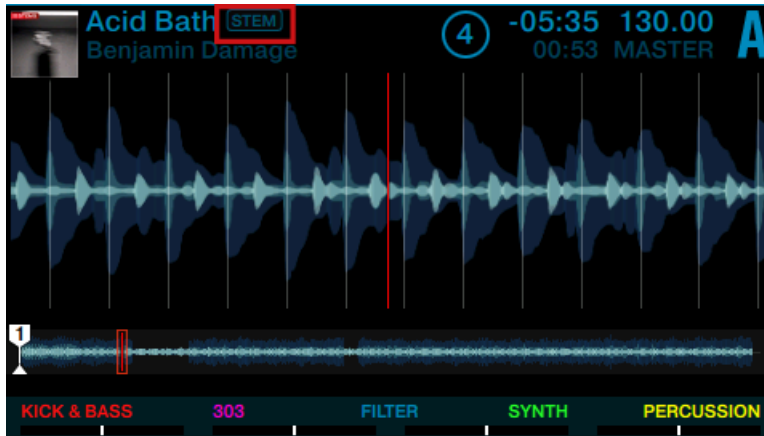 Acid Bath STEM 4 -05:35 130.00 A
Benjamin Damage 00:53 MASTER
1
KICK & BASS 303 FILTER SYNTH PERCUSSION